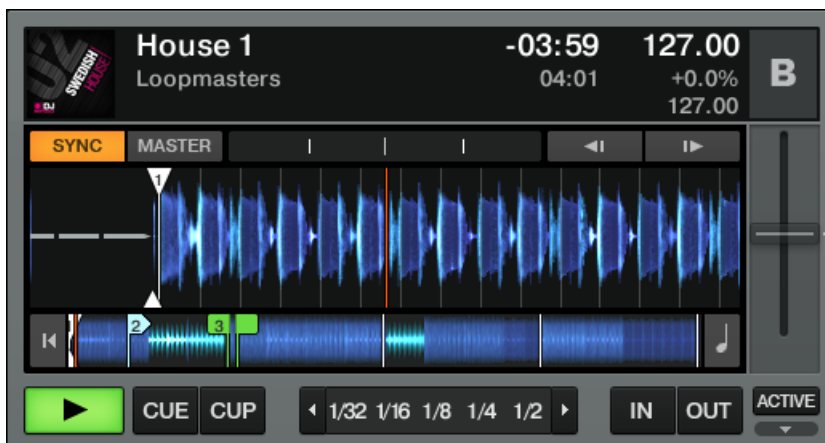 SWEDISH
HOUSE
DJ
House 1
Loopmasters
-03:59
04:01
127.00
+0.0%
127.00
B
SYNC
MASTER
1
2
3
CUE
CUP
1/32 1/16 1/8 1/4 1/2
IN
OUT
ACTIVE